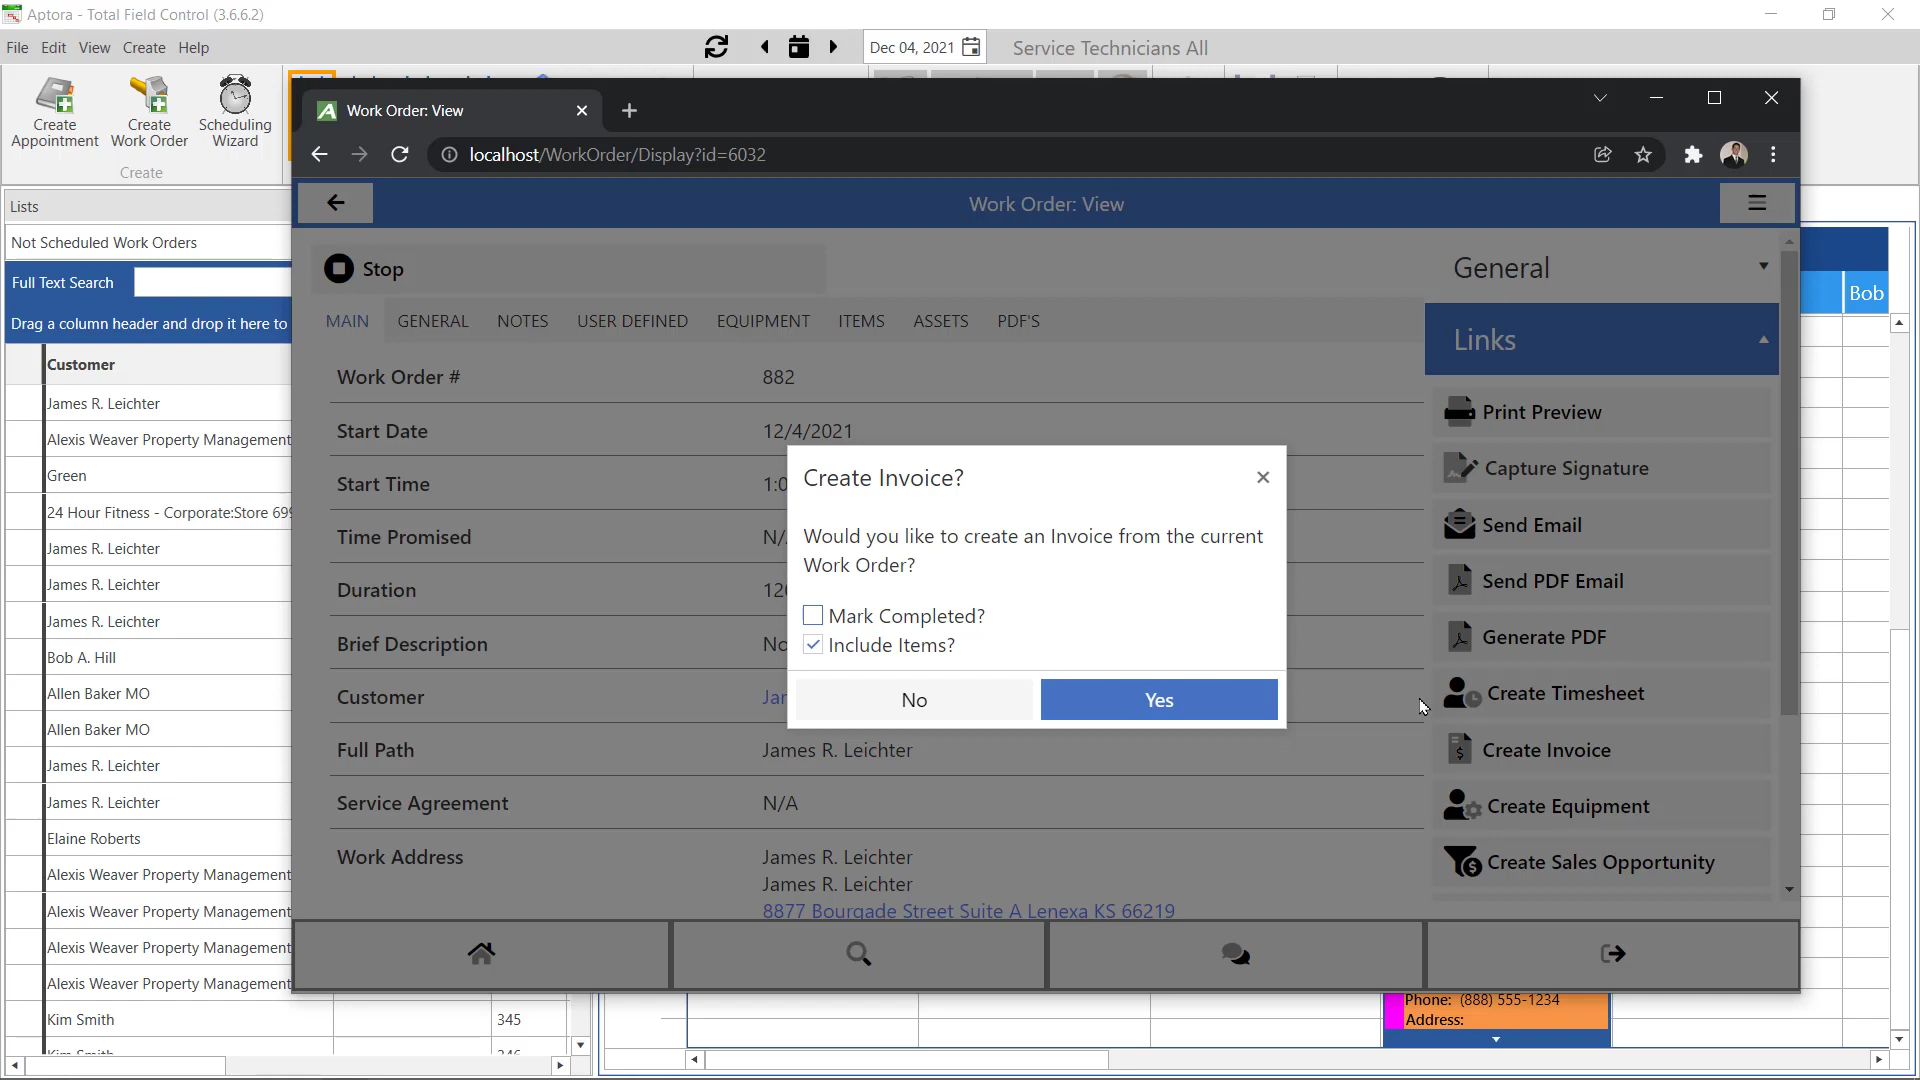 Aptora - Total Field Control (3.6.6.2)
File Edit View Create Help
Dec 04, 2021
Service Technicians All
Create Appointment
Create Work Order
Scheduling Wizard
Create
Work Order: View
localhost/WorkOrder/Display?id=6032
Work Order: View
Lists
Not Scheduled Work Orders
Full Text Search
Drag a column header and drop it here to
Customer
James R. Leichter
Alexis Weaver Property Management
Green
24 Hour Fitness - Corporate:Store 699
James R. Leichter
James R. Leichter
James R. Leichter
Bob A. Hill
Allen Baker MO
Allen Baker MO
James R. Leichter
James R. Leichter
Elaine Roberts
Alexis Weaver Property Management
Alexis Weaver Property Management
Alexis Weaver Property Management
Alexis Weaver Property Management
Kim Smith 345
Kim Smith 346
Stop
MAIN GENERAL NOTES USER DEFINED EQUIPMENT ITEMS ASSETS PDF'S
Work Order # 882
Start Date 12/4/2021
Start Time 1:0
Time Promised N/
Duration 120
Brief Description No
Customer Jar
Full Path James R. Leichter
Service Agreement N/A
Work Address James R. Leichter
James R. Leichter
8877 Bourgade Street Suite A Lenexa KS 66219
Create Invoice?
Would you like to create an Invoice from the current
Work Order?
Mark Completed?
Include Items?
No Yes
General
Links
Print Preview
Capture Signature
Send Email
Send PDF Email
Generate PDF
Create Timesheet
Create Invoice
Create Equipment
Create Sales Opportunity
Bob
Phone: (888) 555-1234
Address: